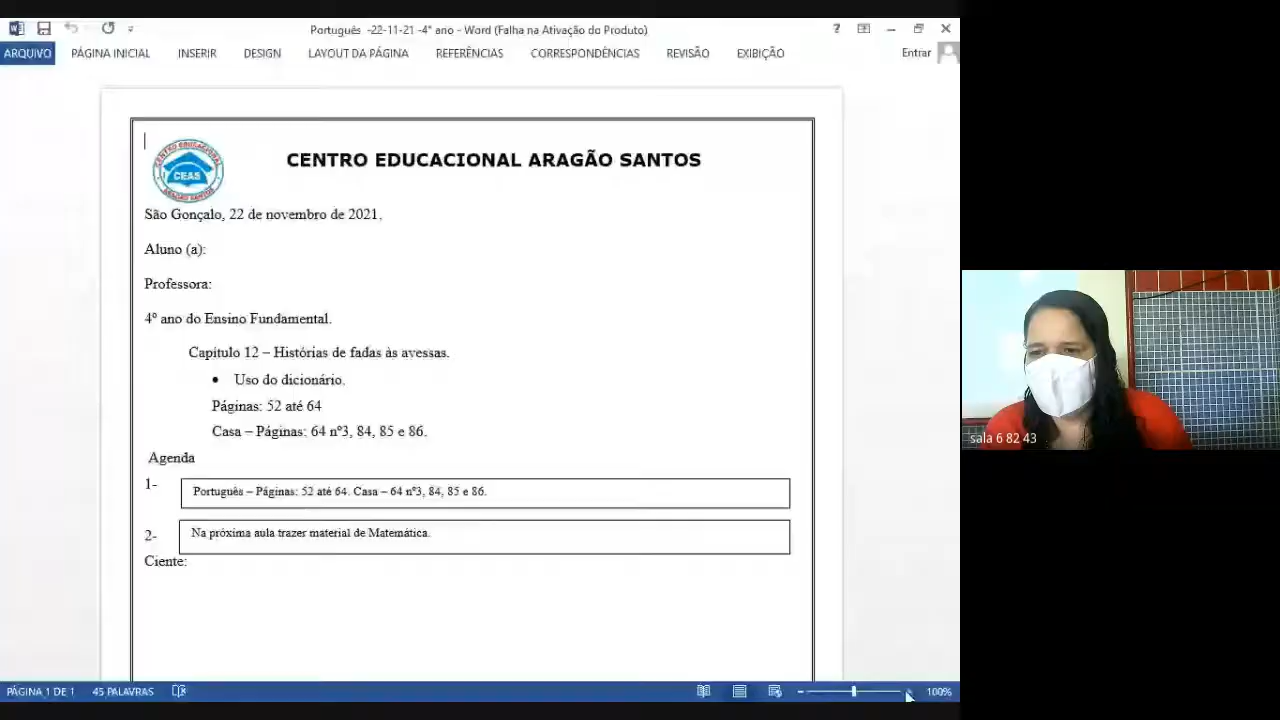 Português -22-11-21 -4° ano - Word (Falha na Ativação do Produto)
ARQUIVO PÁGINA INICIAL INSERIR DESIGN LAYOUT DA PÁGINA REFERÊNCIAS CORRESPONDÊNCIAS REVISÃO EXIBIÇÃO Entrar
CENTRO EDUCACIONAL
CEAS
ARAGÃO SANTOS
CENTRO EDUCACIONAL ARAGÃO SANTOS
São Gonçalo, 22 de novembro de 2021.
Aluno (a):
Professora:
4º ano do Ensino Fundamental.
Capítulo 12 – Histórias de fadas às avessas.
• Uso do dicionário.
Páginas: 52 até 64
Casa – Páginas: 64 nº3, 84, 85 e 86.
Agenda
1- Português – Páginas: 52 até 64. Casa – 64 nº3, 84, 85 e 86.
2- Na próxima aula trazer material de Matemática.
Ciente:
sala 6 82 43
PÁGINA 1 DE 1 45 PALAVRAS 100%